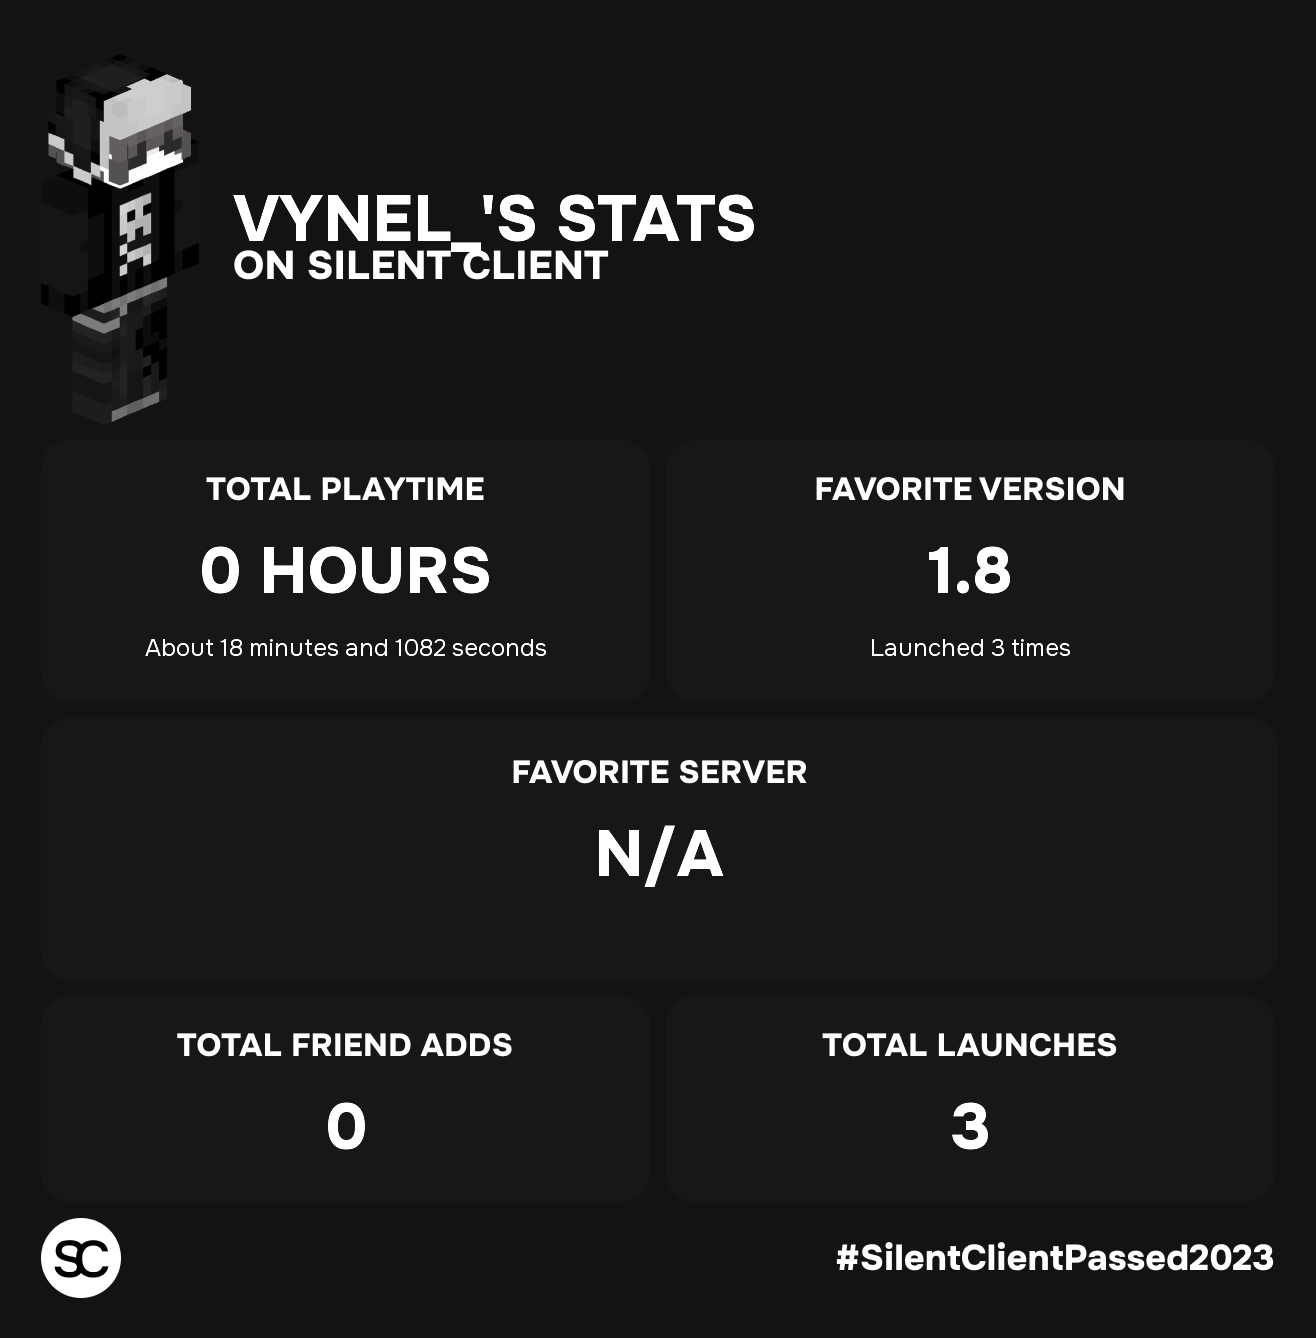 VYNEL_'S STATS
ON SILENT CLIENT
TOTAL PLAYTIME
0 HOURS
About 18 minutes and 1082 seconds
FAVORITE VERSION
1.8
Launched 3 times
FAVORITE SERVER
N/A
TOTAL FRIEND ADDS
0
TOTAL LAUNCHES
3
SC
#SilentClientPassed2023